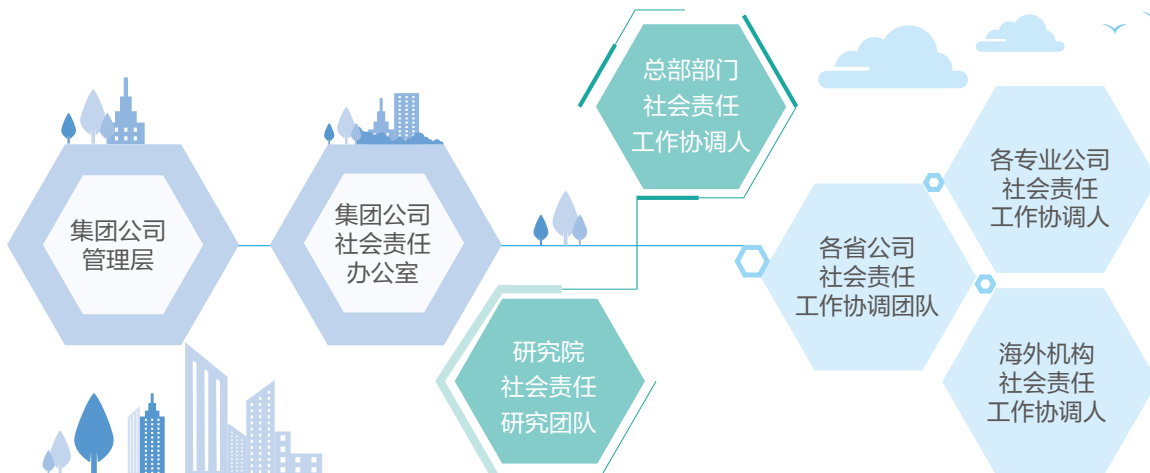 集团公司
管理层
集团公司
社会责任
办公室
总部部门
社会责任
工作协调人
研究院
社会责任
研究团队
各省公司
社会责任
工作协调团队
各专业公司
社会责任
工作协调人
海外机构
社会责任
工作协调人